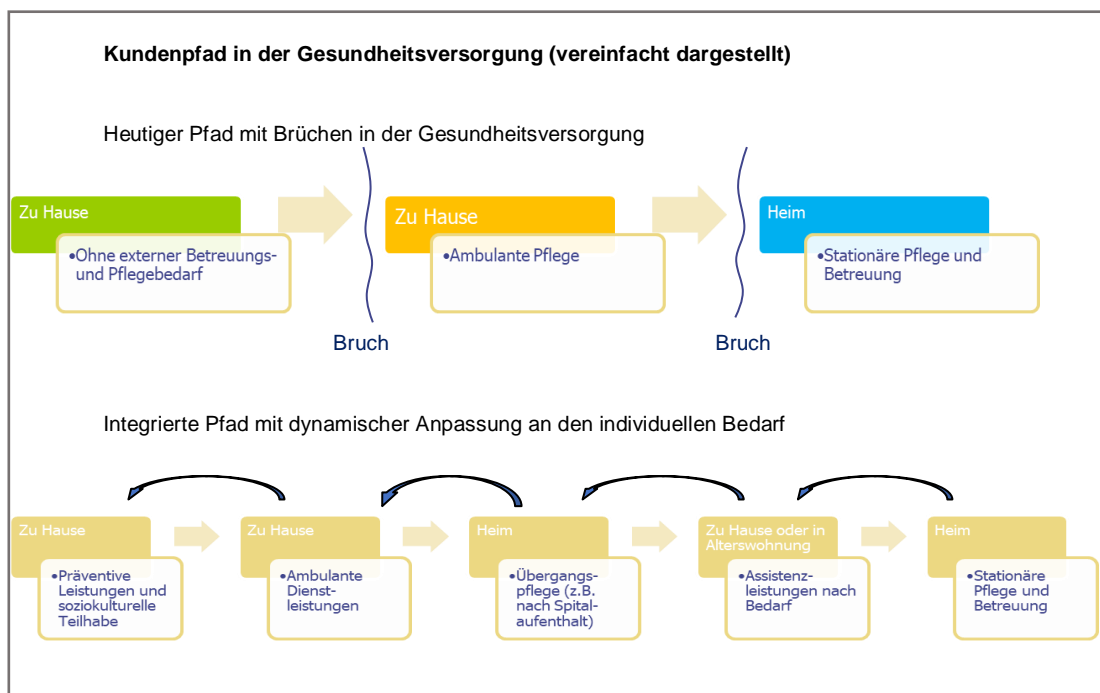 Kundenpfad in der Gesundheitsversorgung (vereinfacht dargestellt)
Heutiger Pfad mit Brüchen in der Gesundheitsversorgung
Zu Hause
•Ohne externer Betreuungs-
und Pflegebedarf
Zu Hause
•Ambulante Pflege
Heim
•Stationäre Pflege und
Betreuung
Bruch
Bruch
Integrierte Pfad mit dynamischer Anpassung an den individuellen Bedarf
Zu Hause
•Präventive
Leistungen und
soziokulturelle
Teilhabe
Zu Hause
•Ambulante
Dienst-
leistungen
Heim
•Übergangs-
pflege (z.B.
nach Spital-
aufenthalt)
Zu Hause oder in
Alterswohnung
•Assistenz-
leistungen nach
Bedarf
Heim
•Stationäre
Pflege und
Betreuung